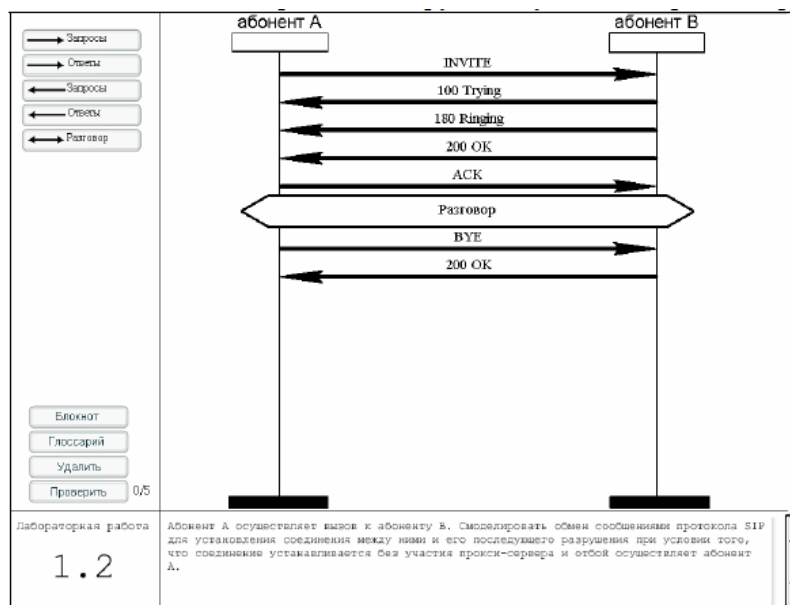 абонент A
абонент B
Запросы
Ответы
Запросы
Ответы
Разговор
INVITE
100 Trying
180 Ringing
200 OK
ACK
Разговор
BYE
200 OK
Блокнот
Глоссарий
Удалить
Проверить 0/5
Лабораторная работа
1.2
Абонент A осуществляет вызов к абоненту B. Смоделировать обмен сообщениями протокола SIP
для установления соединения между ними и его последующего разрушения при условии того,
что соединение устанавливается без участия прокси-сервера и отбой осуществляет абонент
A.